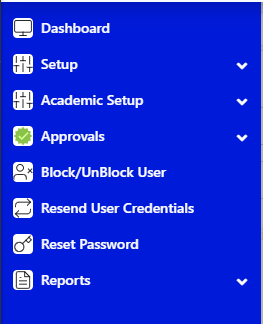 Dashboard
Setup
Academic Setup
Approvals
Block/UnBlock User
Resend User Credentials
Reset Password
Reports